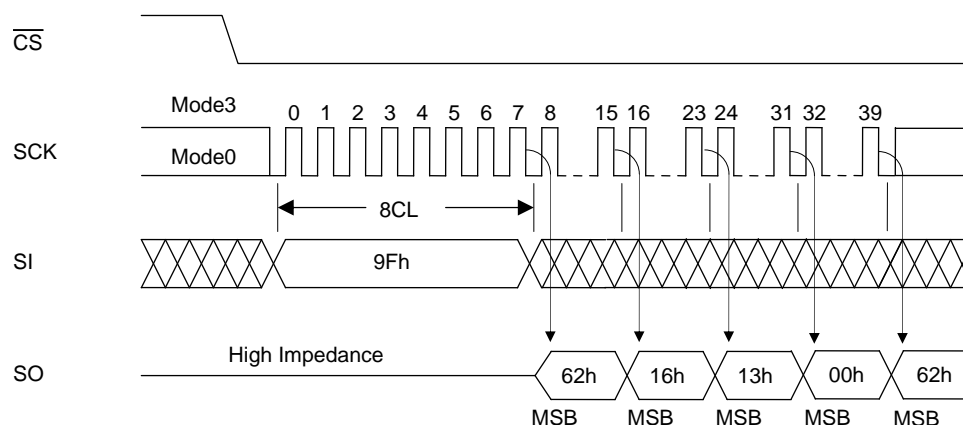 CS
Mode3
0 1 2 3 4 5 6 7 8 15 16 23 24 31 32 39
SCK
Mode0
8CL
SI
9Fh
High Impedance
SO
62h 16h 13h 00h 62h
MSB MSB MSB MSB MSB